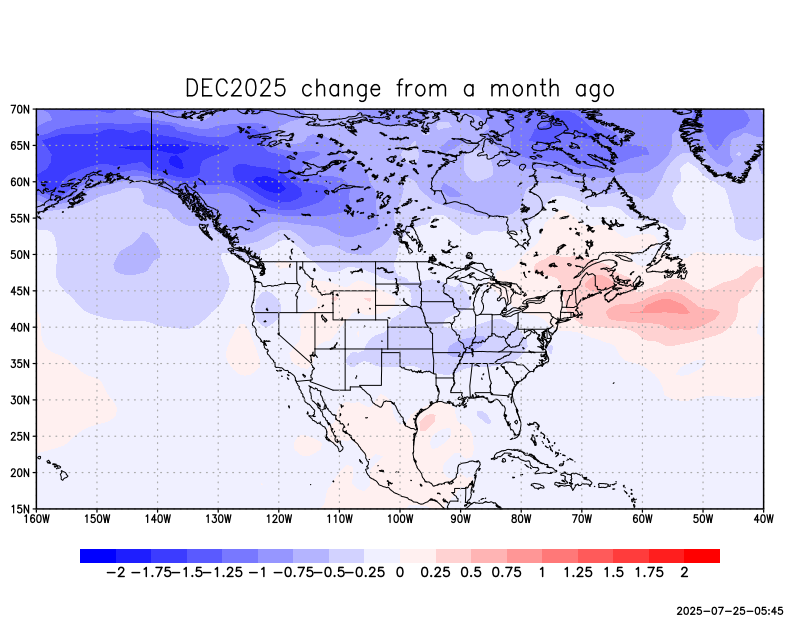 DEC2025 change from a month ago
70N
65N
60N
55N
50N
45N
40N
35N
30N
25N
20N
15N
160W 150W 140W 130W 120W 110W 100W 90W 80W 70W 60W 50W 40W
−2 −1.75 −1.5 −1.25 −1 −0.75 −0.5 −0.25 0 0.25 0.5 0.75 1 1.25 1.5 1.75 2
2025-07-25-05:45